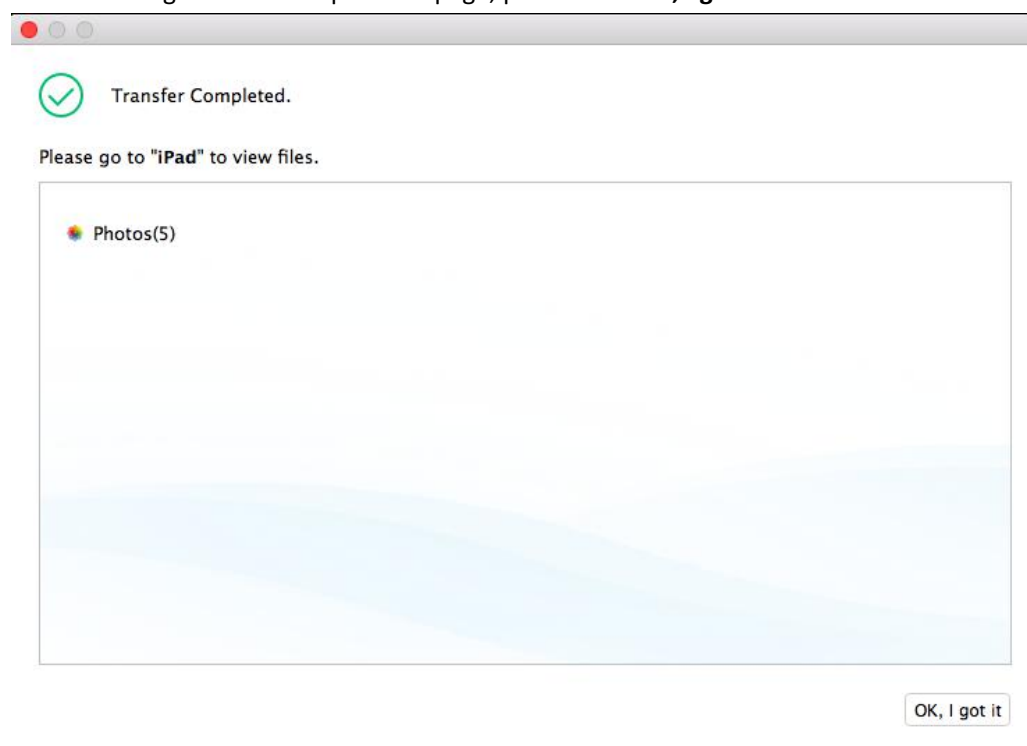 Transfer Completed.
Please go to "iPad" to view files.
Photos(5)
OK, I got it